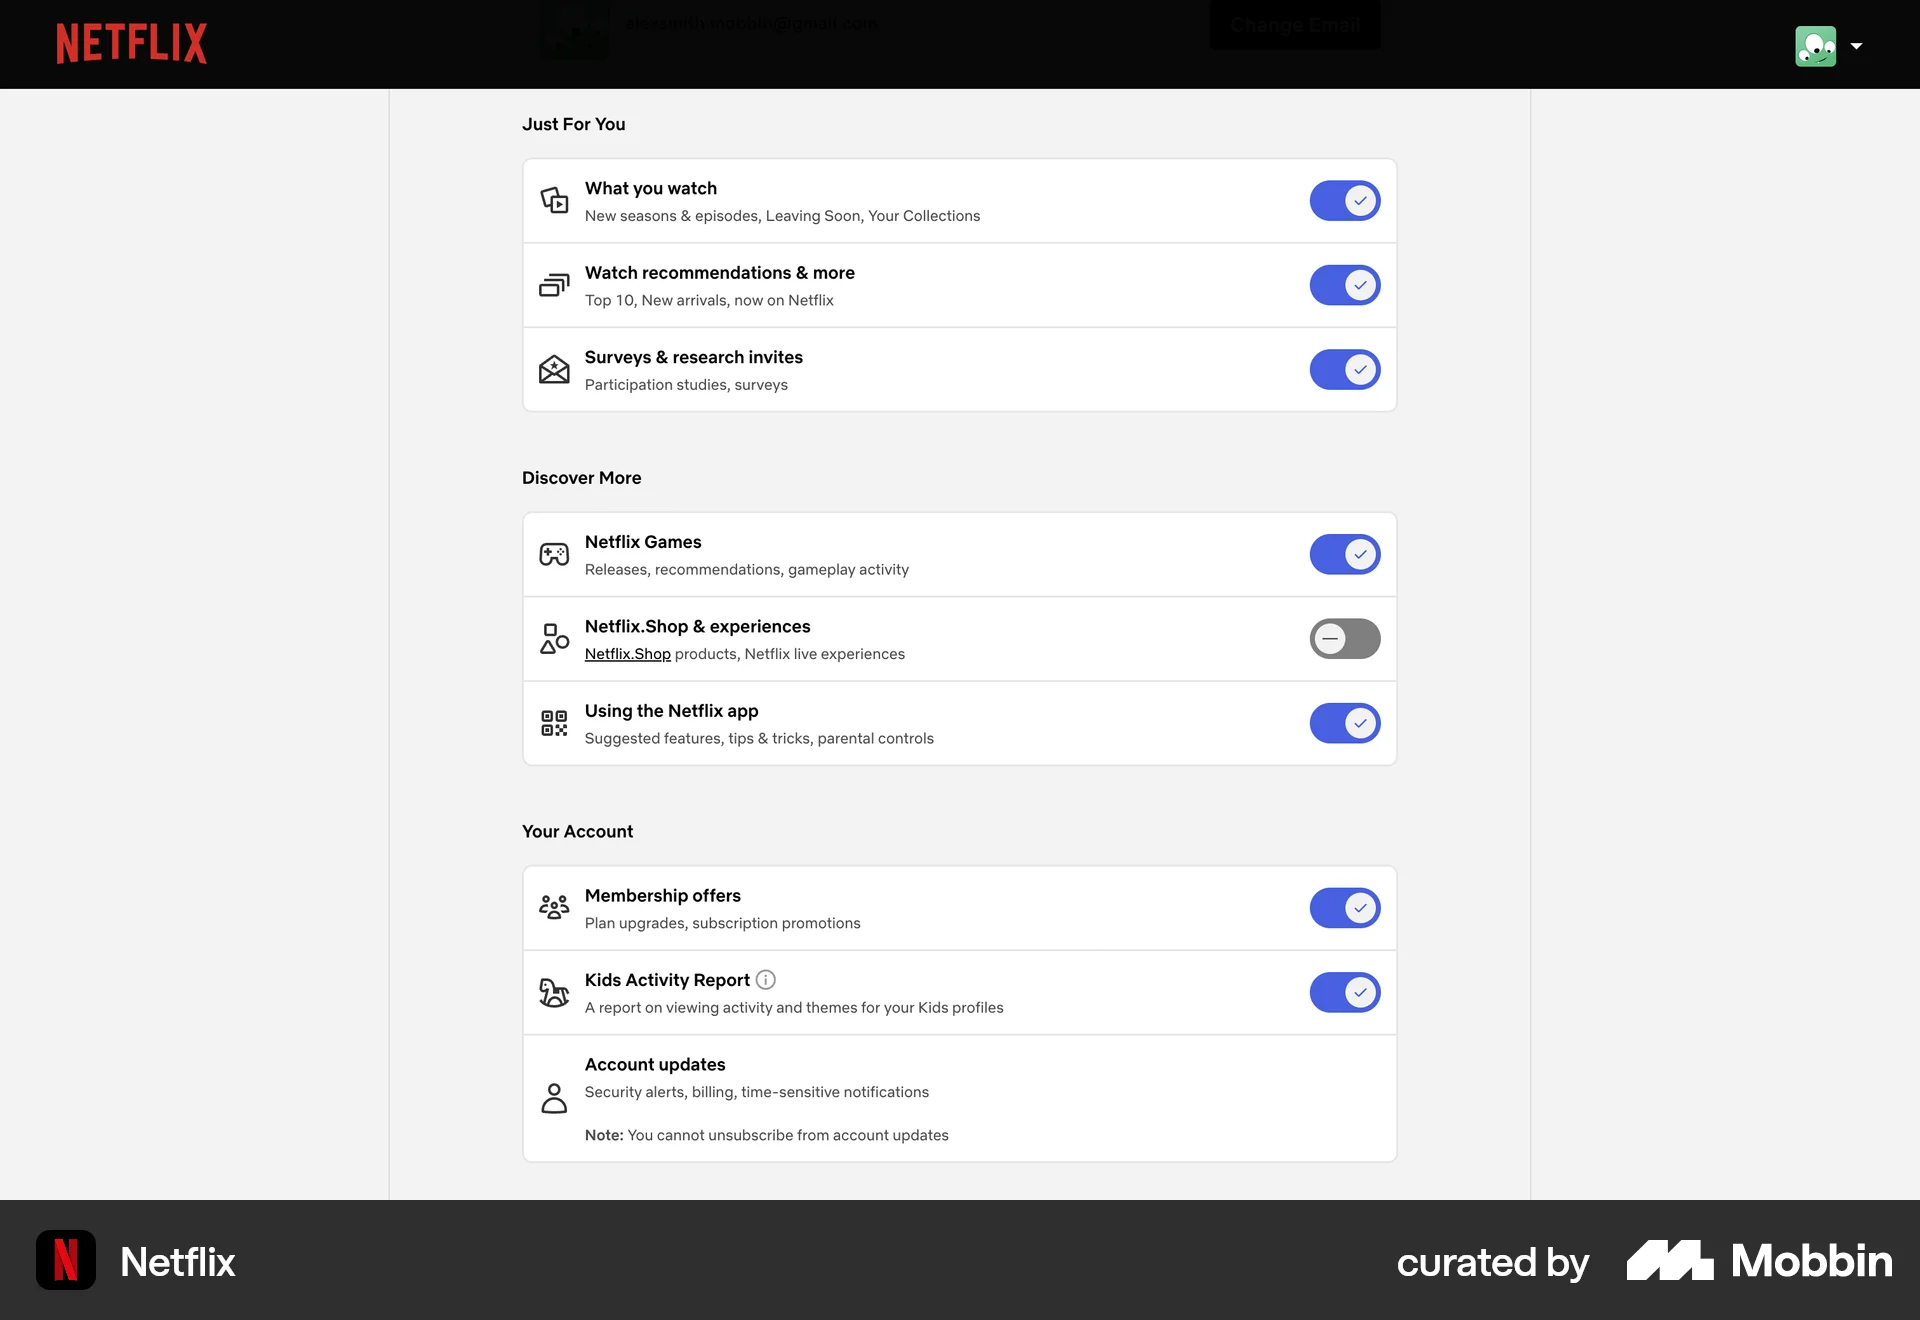 NETFLIX
Change Email
Just For You
What you watch
New seasons & episodes, Leaving Soon, Your Collections
Watch recommendations & more
Top 10, New arrivals, now on Netflix
Surveys & research invites
Participation studies, surveys
Discover More
Netflix Games
Releases, recommendations, gameplay activity
Netflix.Shop & experiences
Netflix.Shop products, Netflix live experiences
Using the Netflix app
Suggested features, tips & tricks, parental controls
Your Account
Membership offers
Plan upgrades, subscription promotions
Kids Activity Report
A report on viewing activity and themes for your Kids profiles
Account updates
Security alerts, billing, time-sensitive notifications
Note: You cannot unsubscribe from account updates
N Netflix
curated by Mobbin